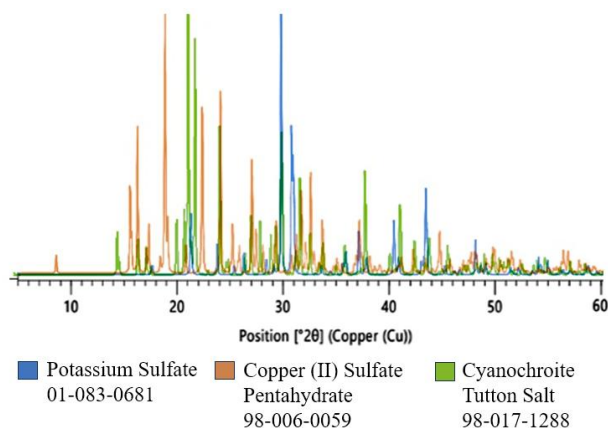 10 20 30 40 50 60
Position [°2θ] (Copper (Cu))
Potassium Sulfate
01-083-0681
Copper (II) Sulfate
Pentahydrate
98-006-0059
Cyanochroite
Tutton Salt
98-017-1288